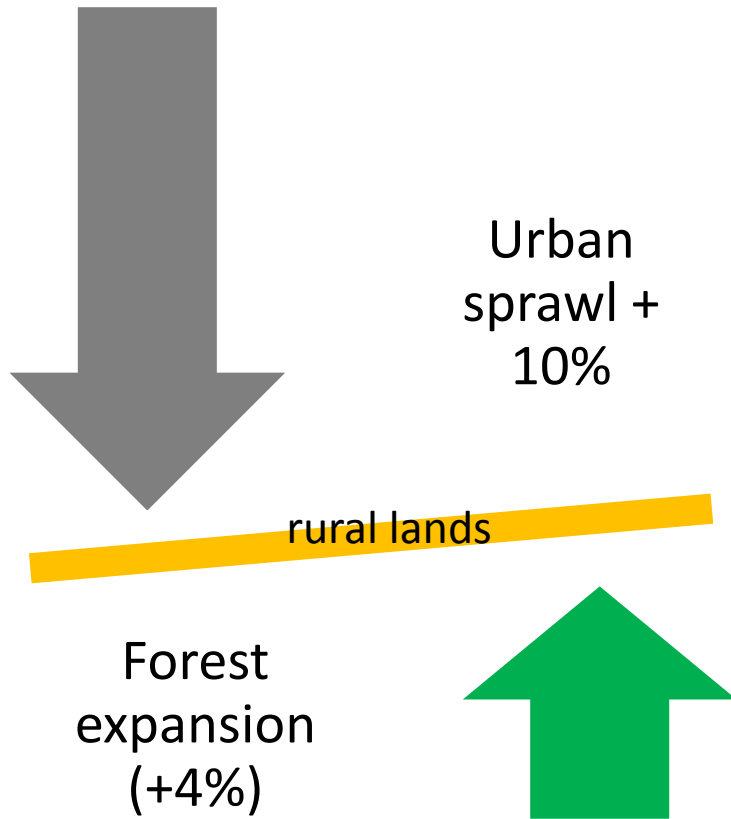 Urban
sprawl +
10%
rural lands
Forest
expansion
(+4%)